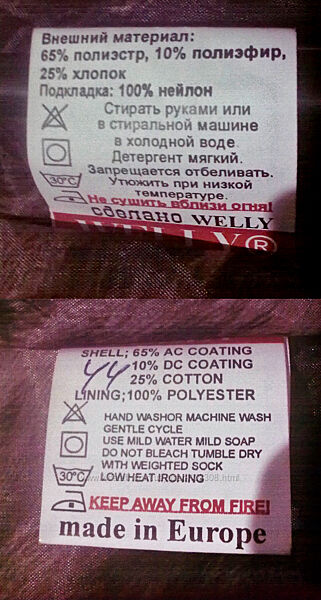 Внешний материал:
65% полиэстр, 10% полиэфир,
25% хлопок
Подкладка: 100% нейлон
Стирать руками или
в стиральной машине
в холодной воде
Детергент мягкий.
Запрещается отбеливать.
30°C Утюжить при низкой
температуре.
Не сушить вблизи огня!
сделано WELLY
WELLY®
SHELL; 65% AC COATING
44 10% DC COATING
25% COTTON
LINING;100% POLYESTER
HAND WASHOR MACHINE WASH
GENTLE CYCLE
USE MILD WATER MILD SOAP
DO NOT BLEACH TUMBLE DRY
WITH WEIGHTED SOCK
30°C LOW HEAT IRONING
KEEP AWAY FROM FIRE!
made in Europe